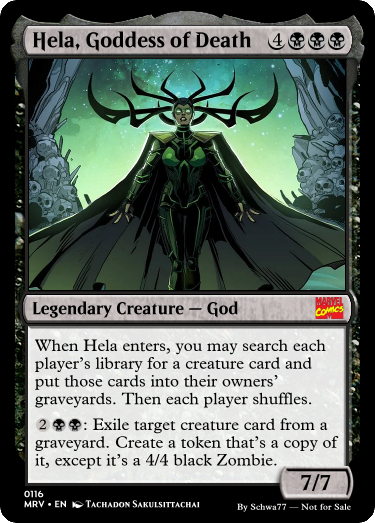 Hela, Goddess of Death 4
Legendary Creature — God
MARVEL
COMICS
When Hela enters, you may search each
player's library for a creature card and
put those cards into their owners'
graveyards. Then each player shuffles.
2 : Exile target creature card from a
graveyard. Create a token that's a copy of
it, except it's a 4/4 black Zombie.
7/7
0116
MRV • EN Tachadon Sakulsittachai
By Schwa77 — Not for Sale